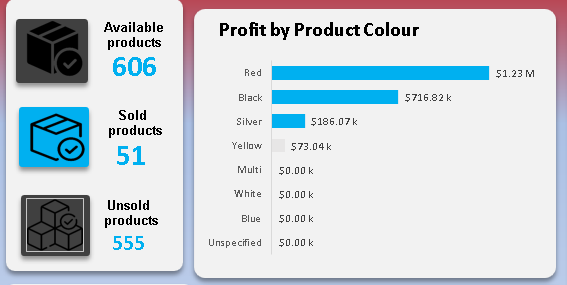 Available
products
606
Sold
products
51
Unsold
products
555
Profit by Product Colour
Red $1.23 M
Black $716.82 k
Silver $186.07 k
Yellow $73.04 k
Multi $0.00 k
White $0.00 k
Blue $0.00 k
Unspecified $0.00 k